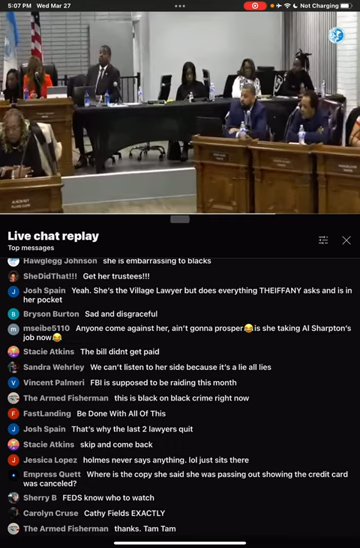 5:07 PM Wed Mar 27
Not Charging
Live chat replay
Top messages
Hawglegg Johnson she is embarrassing to blacks
SheDidThat!!! Get her trustees!!!
Josh Spain Yeah. She's the Village Lawyer but does everything THEIFFANY asks and is in
her pocket
Bryson Burton Sad and disgraceful
mseibe5110 Anyone come against her, ain't gonna prosper😂is she taking Al Sharpton's
job now😂
Stacie Atkins The bill didnt get paid
Sandra Wehrley We can't listen to her side because it's a lie all lies
Vincent Palmeri FBI is supposed to be raiding this month
The Armed Fisherman this is black on black crime right now
FastLanding Be Done With All Of This
Josh Spain That's why the last 2 lawyers quit
Stacie Atkins skip and come back
Jessica Lopez holmes never says anything. lol just sits there
Empress Quett Where is the copy she said she was passing out showing the credit card
was canceled?
Sherry B FEDS know who to watch
Carolyn Cruse Cathy Fields EXACTLY
The Armed Fisherman thanks. Tam Tam